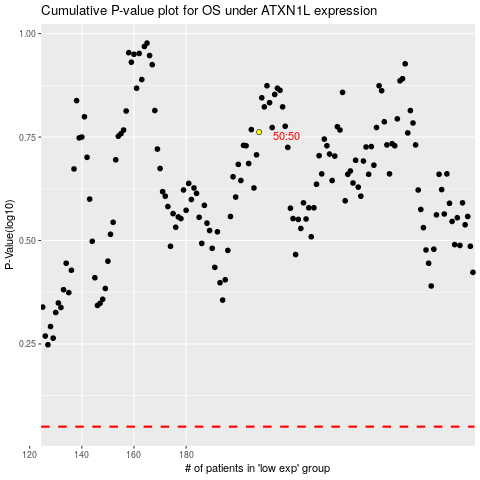 Cumulative P-value plot for OS under ATXN1L expression
P-Value(log10)
1.00
0.75
0.50
0.25
50:50
120 140 160 180
# of patients in 'low exp' group